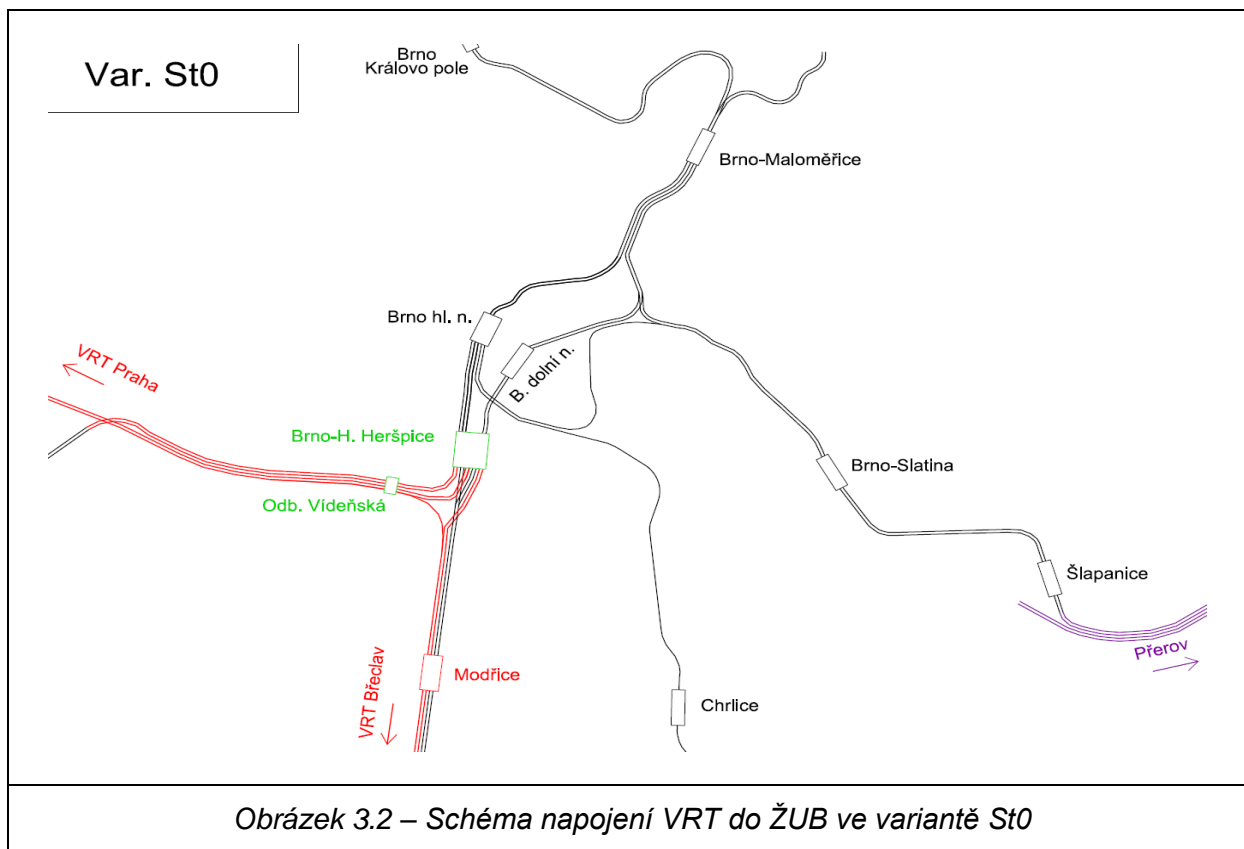 Var. St0
Brno
Královo pole
Brno-Maloměřice
Brno hl. n.
B. dolní n.
VRT Praha
Brno-H. Heršpice
Odb. Vídeňská
Brno-Slatina
Šlapanice
Přerov
Modřice
VRT Břeclav
Chrlice
Obrázek 3.2 – Schéma napojení VRT do ŽUB ve variantě St0